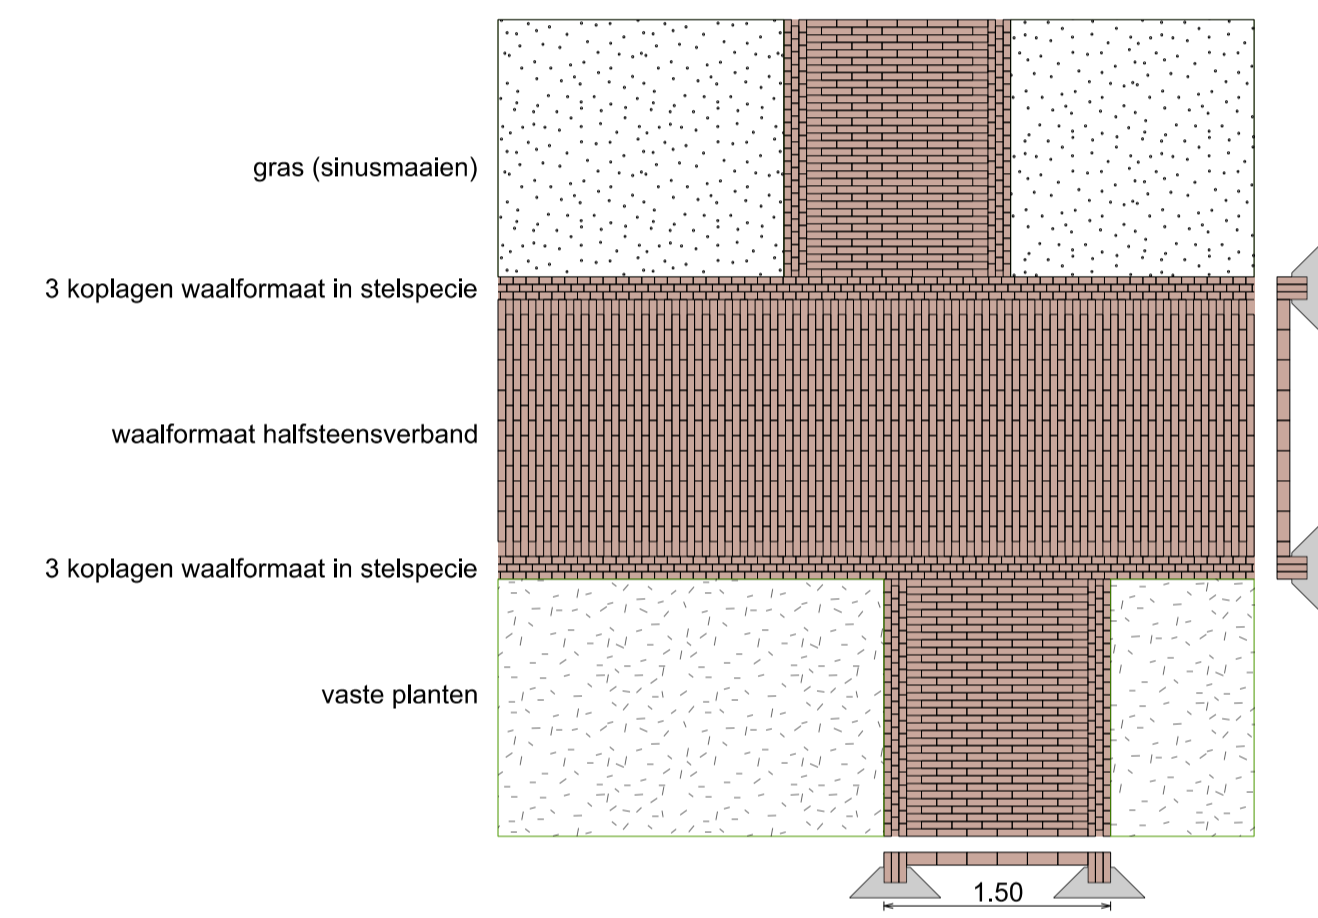 gras (sinusmaaien)
3 koplagen waalformaat in stelspecie
waalformaat halfsteensverband
3 koplagen waalformaat in stelspecie
vaste planten
1.50